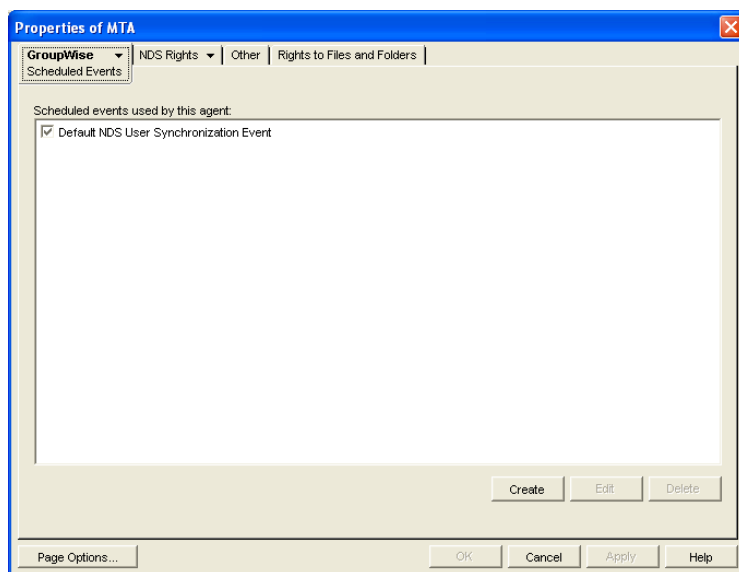 Properties of MTA
GroupWise NDS Rights Other Rights to Files and Folders
Scheduled Events
Scheduled events used by this agent:
Default NDS User Synchronization Event
Create Edit Delete
Page Options... OK Cancel Apply Help